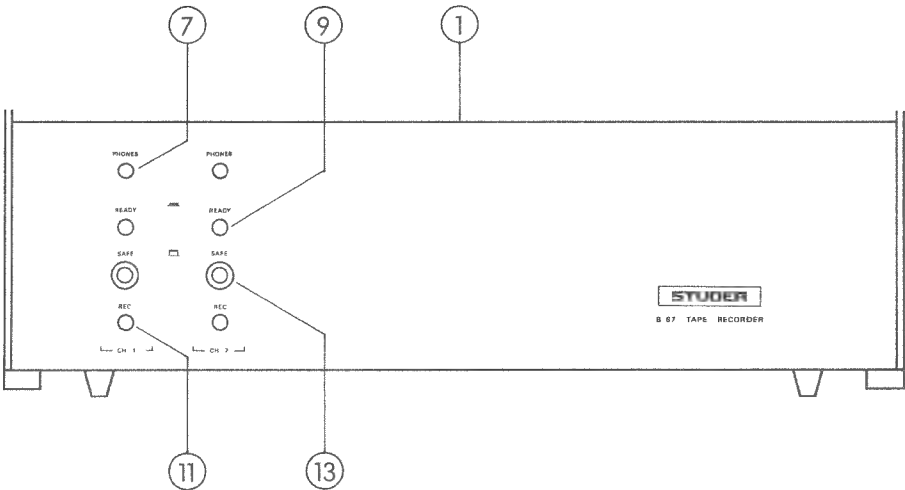 7 9 1
PHONES PHONES
READY READY
SAFE SAFE
REC REC
CH 1 CH 2
STUDER
B 67 TAPE RECORDER
11 13